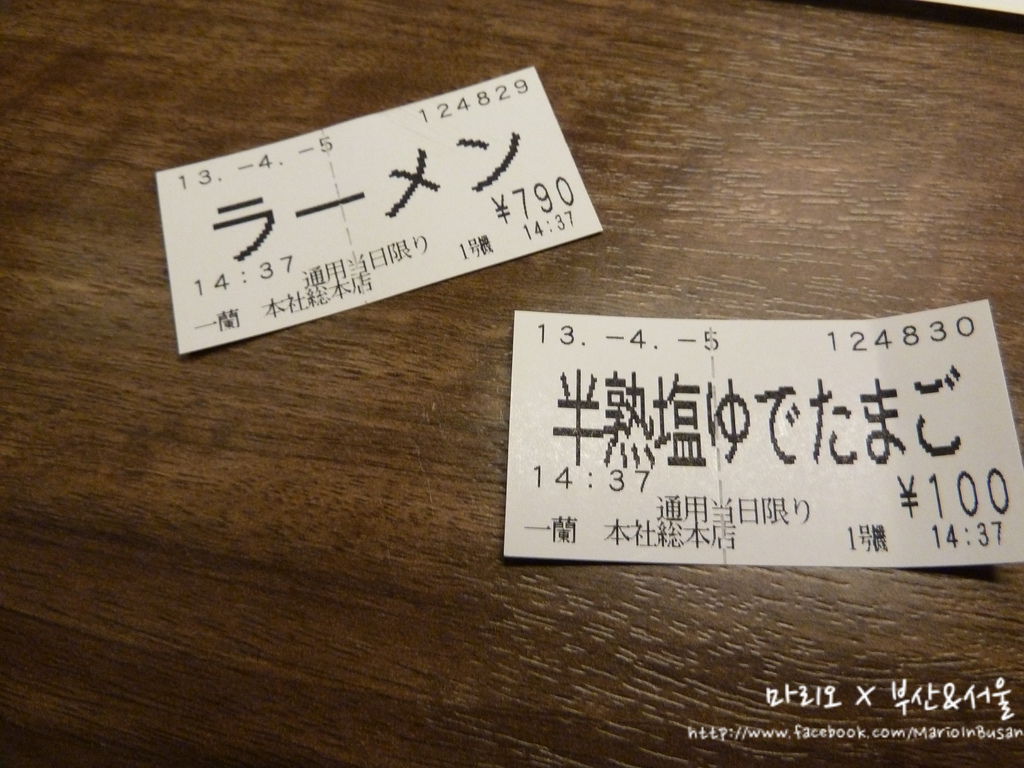 13. -4. -5 124829
ラーメン
¥790
14:37 通用当日限り 1号機 14:37
一蘭 本社総本店
13. -4. -5 124830
半熟塩ゆでたまご
14:37 ¥100
通用当日限り
一蘭 本社総本店 1号機 14:37
마리오 X 부산&서울
http://www.facebook.com/MarioInBusan